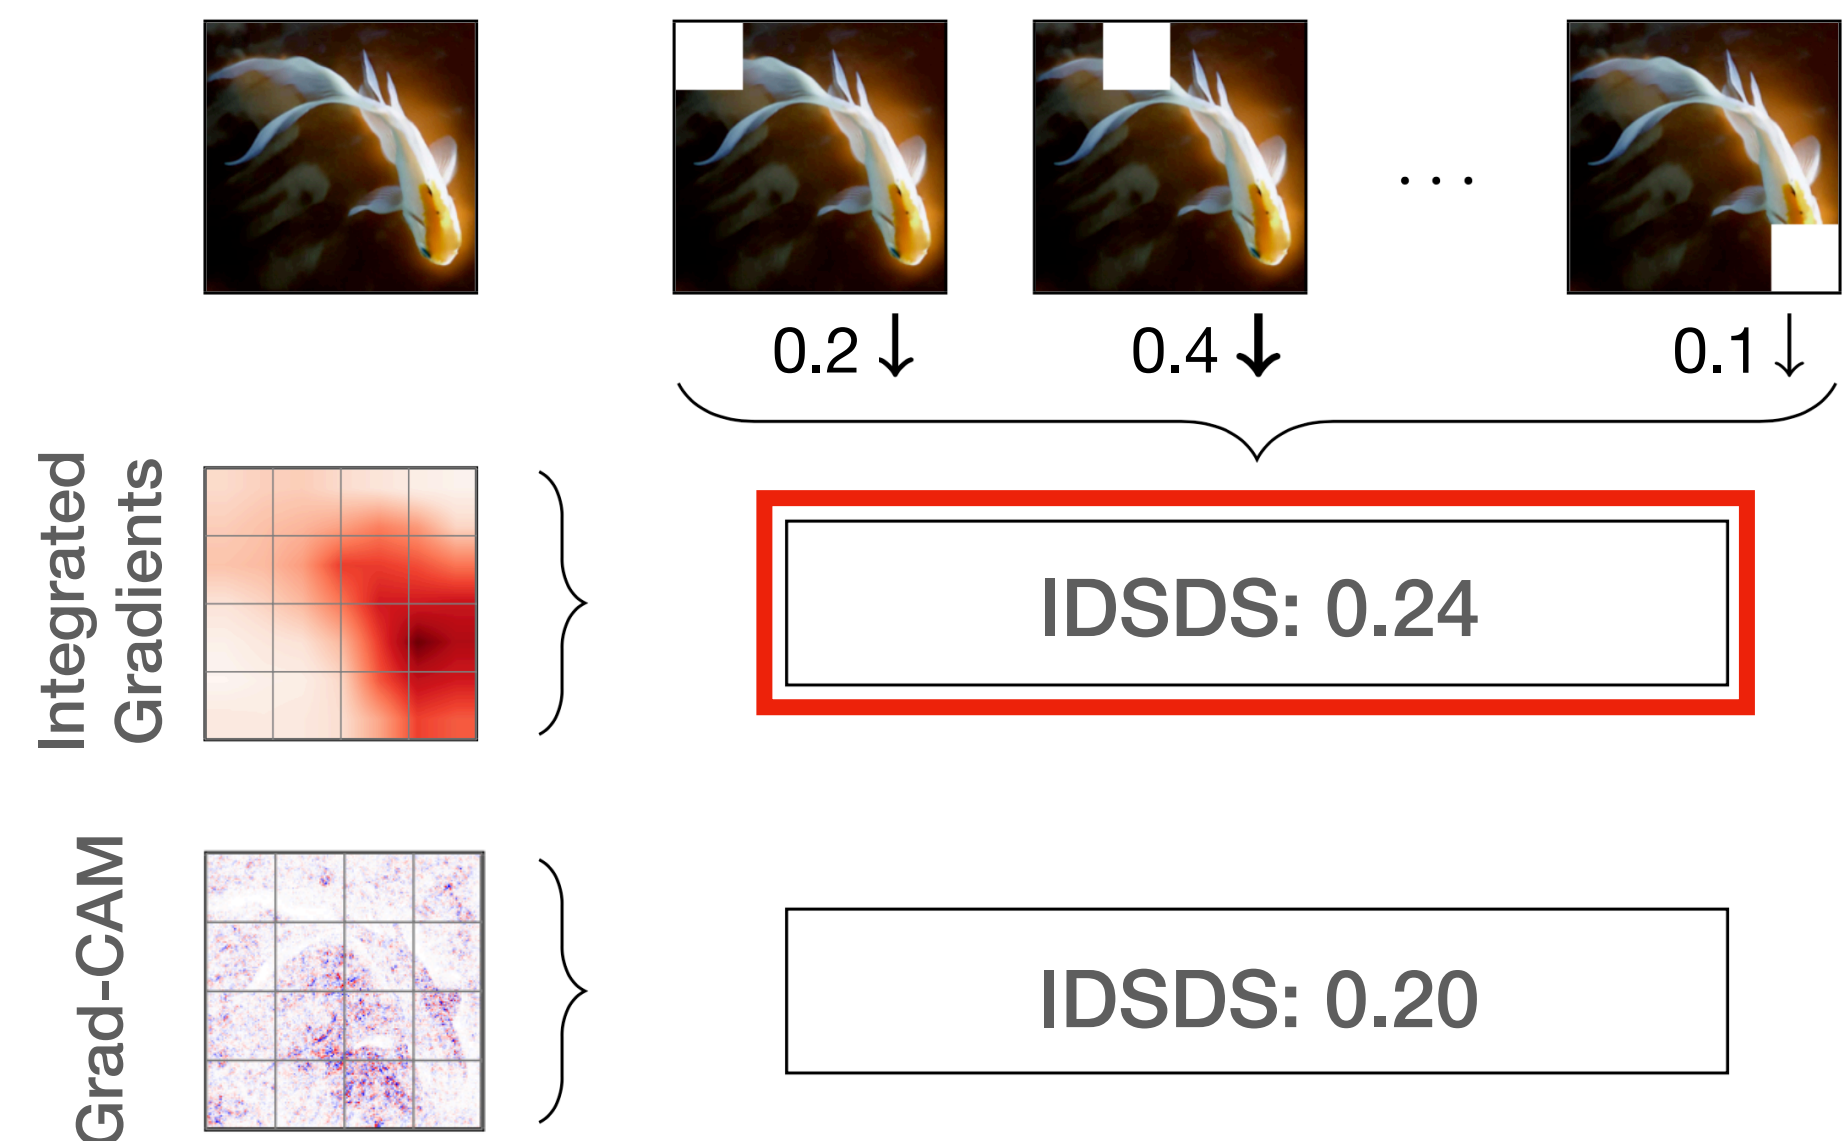 0.2 ↓
0.4 ↓
0.1 ↓
Integrated
Gradients
IDSDS: 0.24
Grad-CAM
IDSDS: 0.20